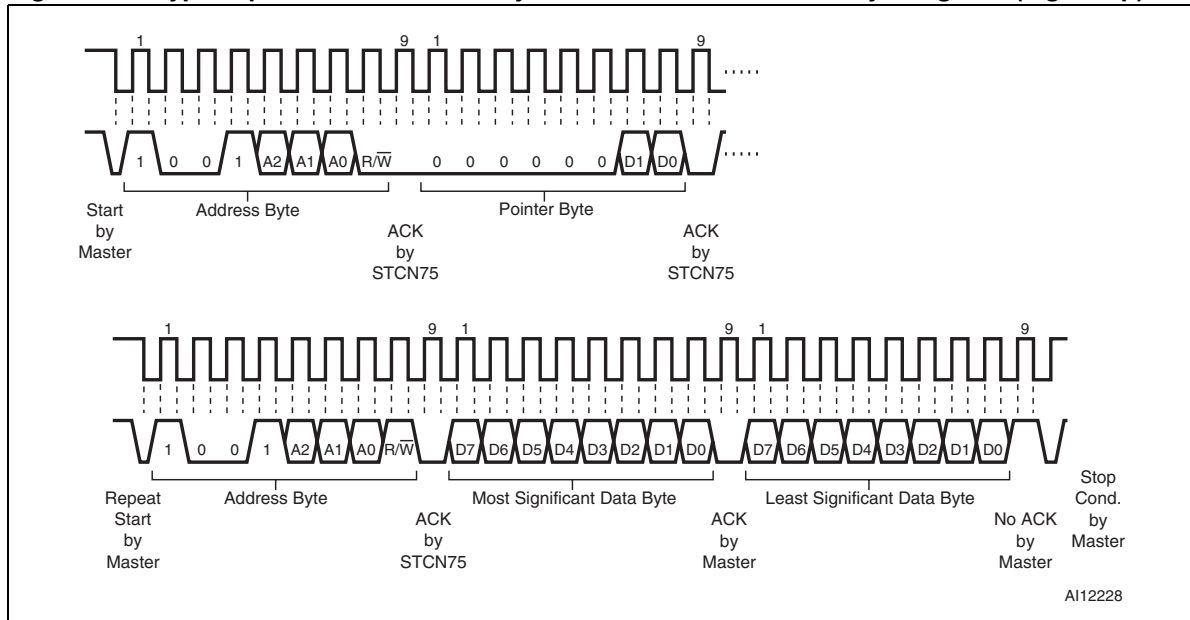 1 9 1 9
1 0 0 1 A2 A1 A0 R/W̅ 0 0 0 0 0 0 D1 D0
Address Byte Pointer Byte
Start
by
Master
ACK
by
STCN75
ACK
by
STCN75
1 9 1 9 1 9
1 0 0 1 A2 A1 A0 R/W̅ D7 D6 D5 D4 D3 D2 D1 D0 D7 D6 D5 D4 D3 D2 D1 D0
Address Byte Most Significant Data Byte Least Significant Data Byte
Repeat
Start
by
Master
ACK
by
STCN75
ACK
by
Master
No ACK
by
Master
Stop
Cond.
by
Master
AI12228